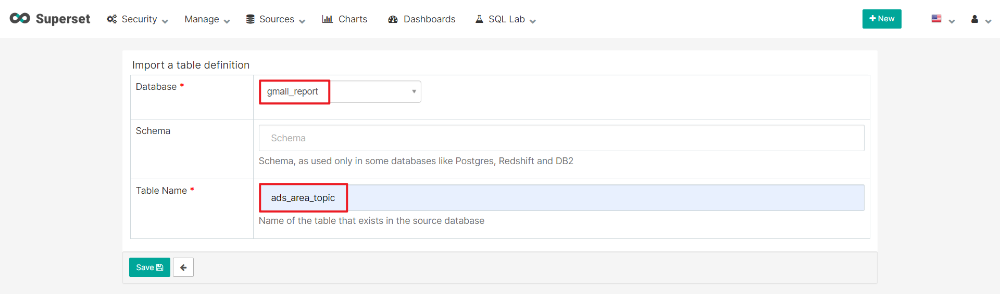 Superset Security Manage Sources Charts Dashboards SQL Lab New
Import a table definition
Database * gmall_report
Schema Schema
Schema, as used only in some databases like Postgres, Redshift and DB2
Table Name * ads_area_topic
Name of the table that exists in the source database
Save